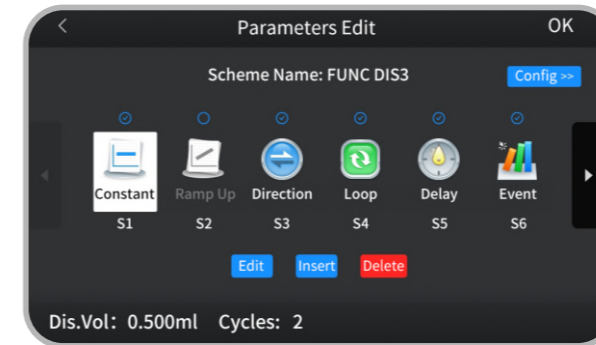 Parameters Edit OK
Scheme Name: FUNC DIS3 Config >>
Constant Ramp Up Direction Loop Delay Event
S1 S2 S3 S4 S5 S6
Edit Insert Delete
Dis.Vol: 0.500ml Cycles: 2